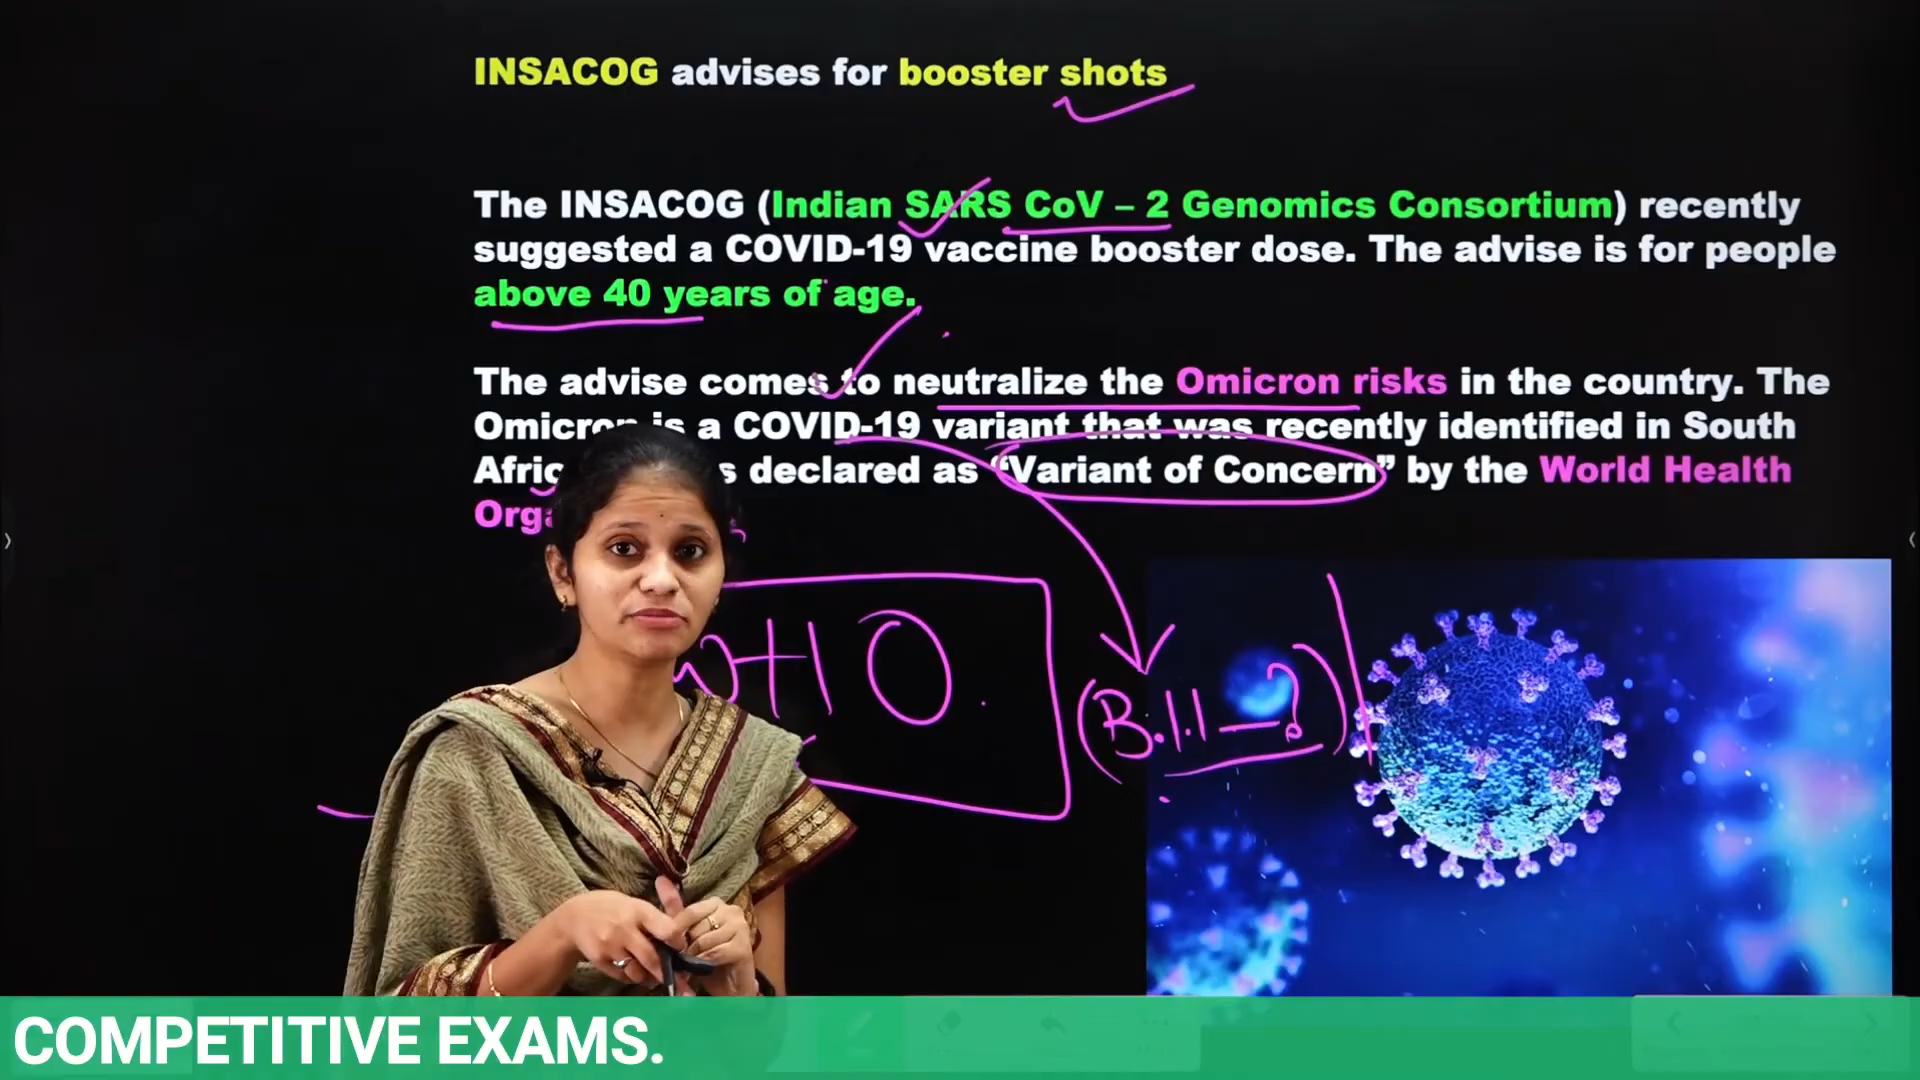 INSACOG advises for booster shots
The INSACOG (Indian SARS CoV – 2 Genomics Consortium) recently
suggested a COVID-19 vaccine booster dose. The advise is for people
above 40 years of age.
The advise comes to neutralize the Omicron risks in the country. The
Omicron is a COVID-19 variant that was recently identified in South
declared as “Variant of Concern” by the World Health
(B.1.1 — ?)
COMPETITIVE EXAMS.